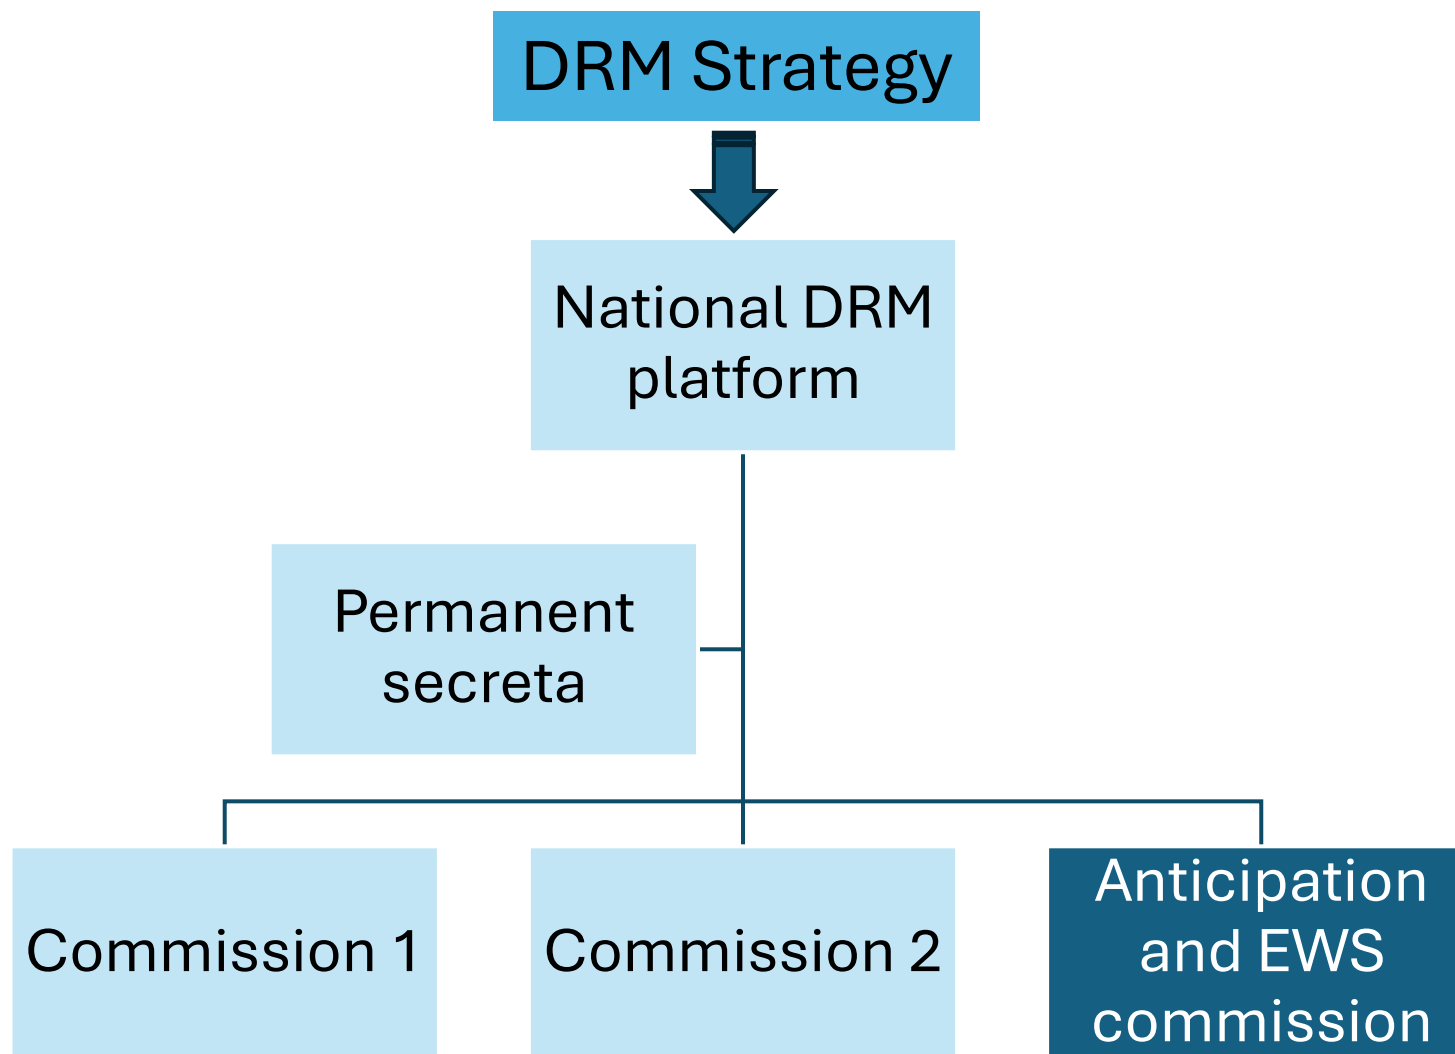 DRM Strategy
National DRM
platform
Permanent
secreta
Commission 1
Commission 2
Anticipation
and EWS
commission